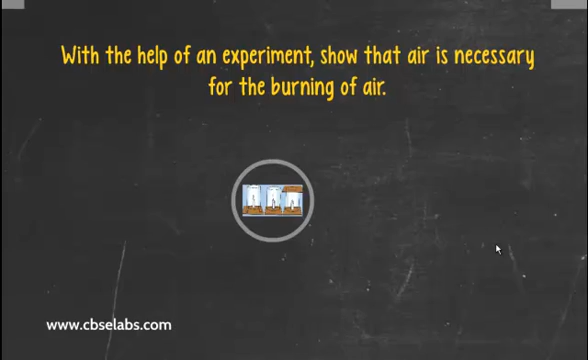 With the help of an experiment, show that air is necessary
for the burning of air.
www.cbselabs.com